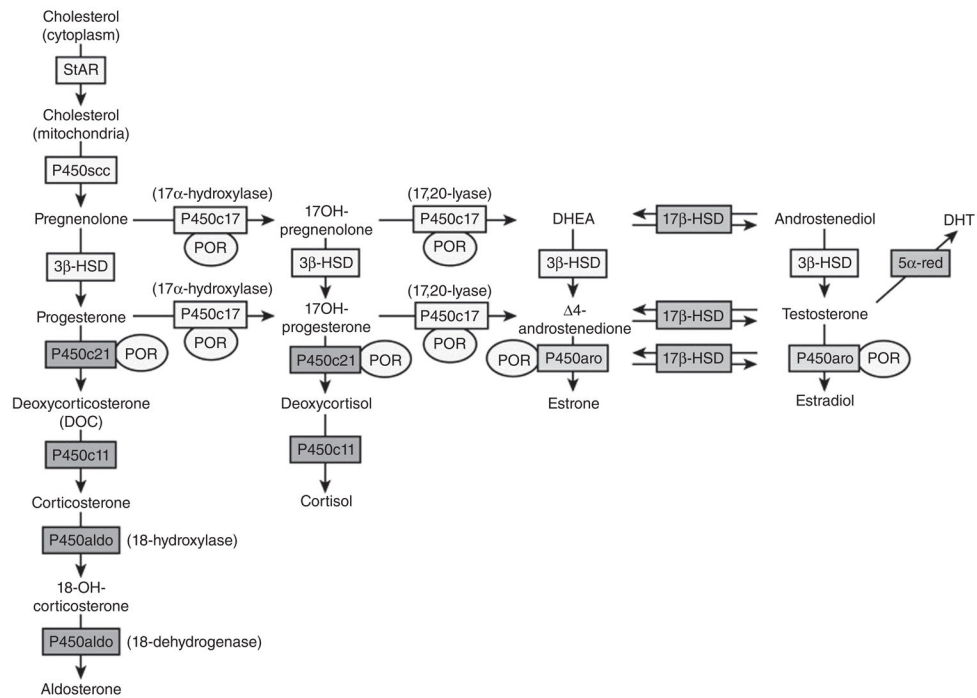 Cholesterol
(cytoplasm)
StAR
Cholesterol
(mitochondria)
P450scc
(17α-hydroxylase)
(17,20-lyase)
Pregnenolone
P450c17
POR
17OH-
pregnenolone
P450c17
POR
DHEA
17β-HSD
Androstenediol
DHT
3β-HSD
3β-HSD
3β-HSD
3β-HSD
5α-red
(17α-hydroxylase)
(17,20-lyase)
Progesterone
P450c17
POR
17OH-
progesterone
P450c17
POR
Δ4-
androstenedione
17β-HSD
Testosterone
P450c21
POR
P450c21
POR
POR
P450aro
17β-HSD
P450aro
POR
Deoxycorticosterone
(DOC)
Deoxycortisol
Estrone
Estradiol
P450c11
P450c11
Corticosterone
Cortisol
P450aldo
(18-hydroxylase)
18-OH-
corticosterone
P450aldo
(18-dehydrogenase)
Aldosterone